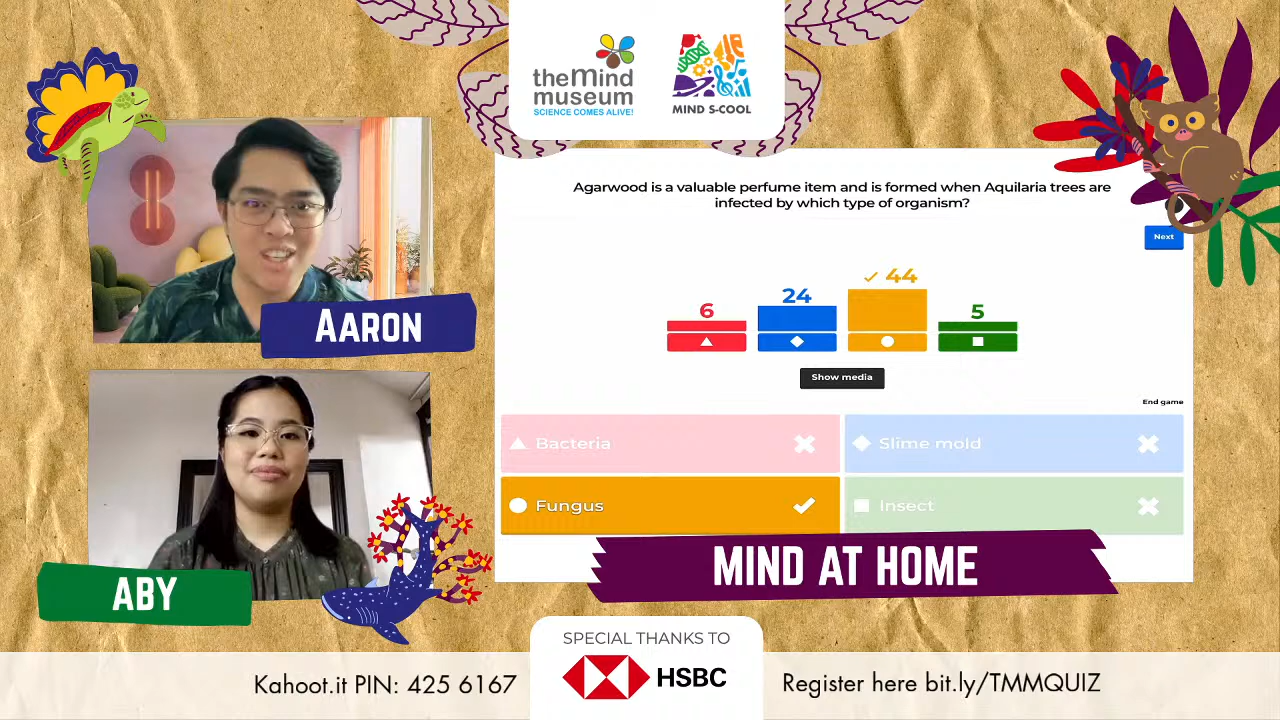 the mind
museum
SCIENCE COMES ALIVE!
MIND S-COOL
Agarwood is a valuable perfume item and is formed when Aquilaria trees are
infected by which type of organism?
Next
6
24
44
5
Show media
End game
Bacteria
Slime mold
Fungus
Insect
AARON
ABY
MIND AT HOME
SPECIAL THANKS TO
HSBC
Kahoot.it PIN: 425 6167
Register here bit.ly/TMMQUIZ